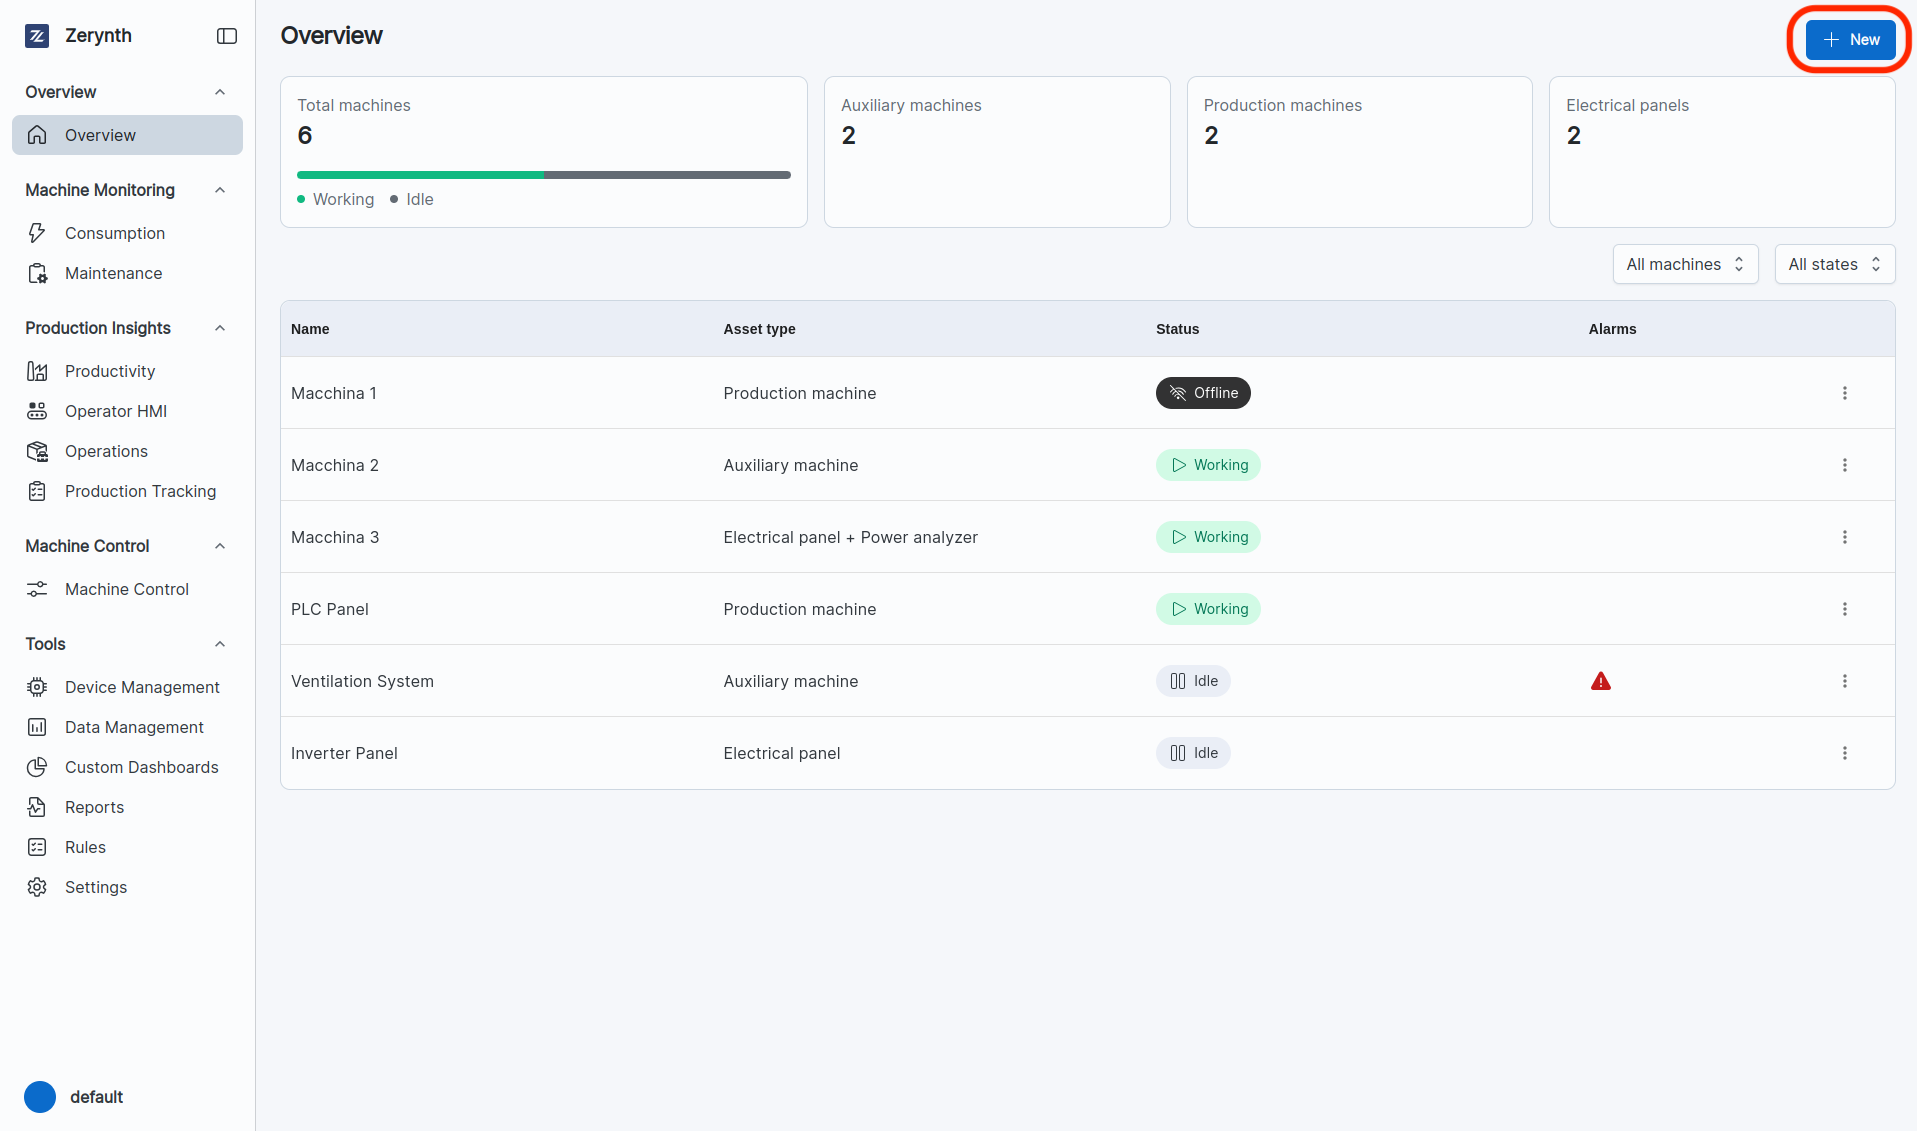 Zerynth
Overview
Overview
Machine Monitoring
Consumption
Maintenance
Production Insights
Productivity
Operator HMI
Operations
Production Tracking
Machine Control
Machine Control
Tools
Device Management
Data Management
Custom Dashboards
Reports
Rules
Settings
default
Overview
New
Total machines
6
Working Idle
Auxiliary machines
2
Production machines
2
Electrical panels
2
All machines All states
Name Asset type Status Alarms
Macchina 1 Production machine Offline
Macchina 2 Auxiliary machine Working
Macchina 3 Electrical panel + Power analyzer Working
PLC Panel Production machine Working
Ventilation System Auxiliary machine Idle
Inverter Panel Electrical panel Idle